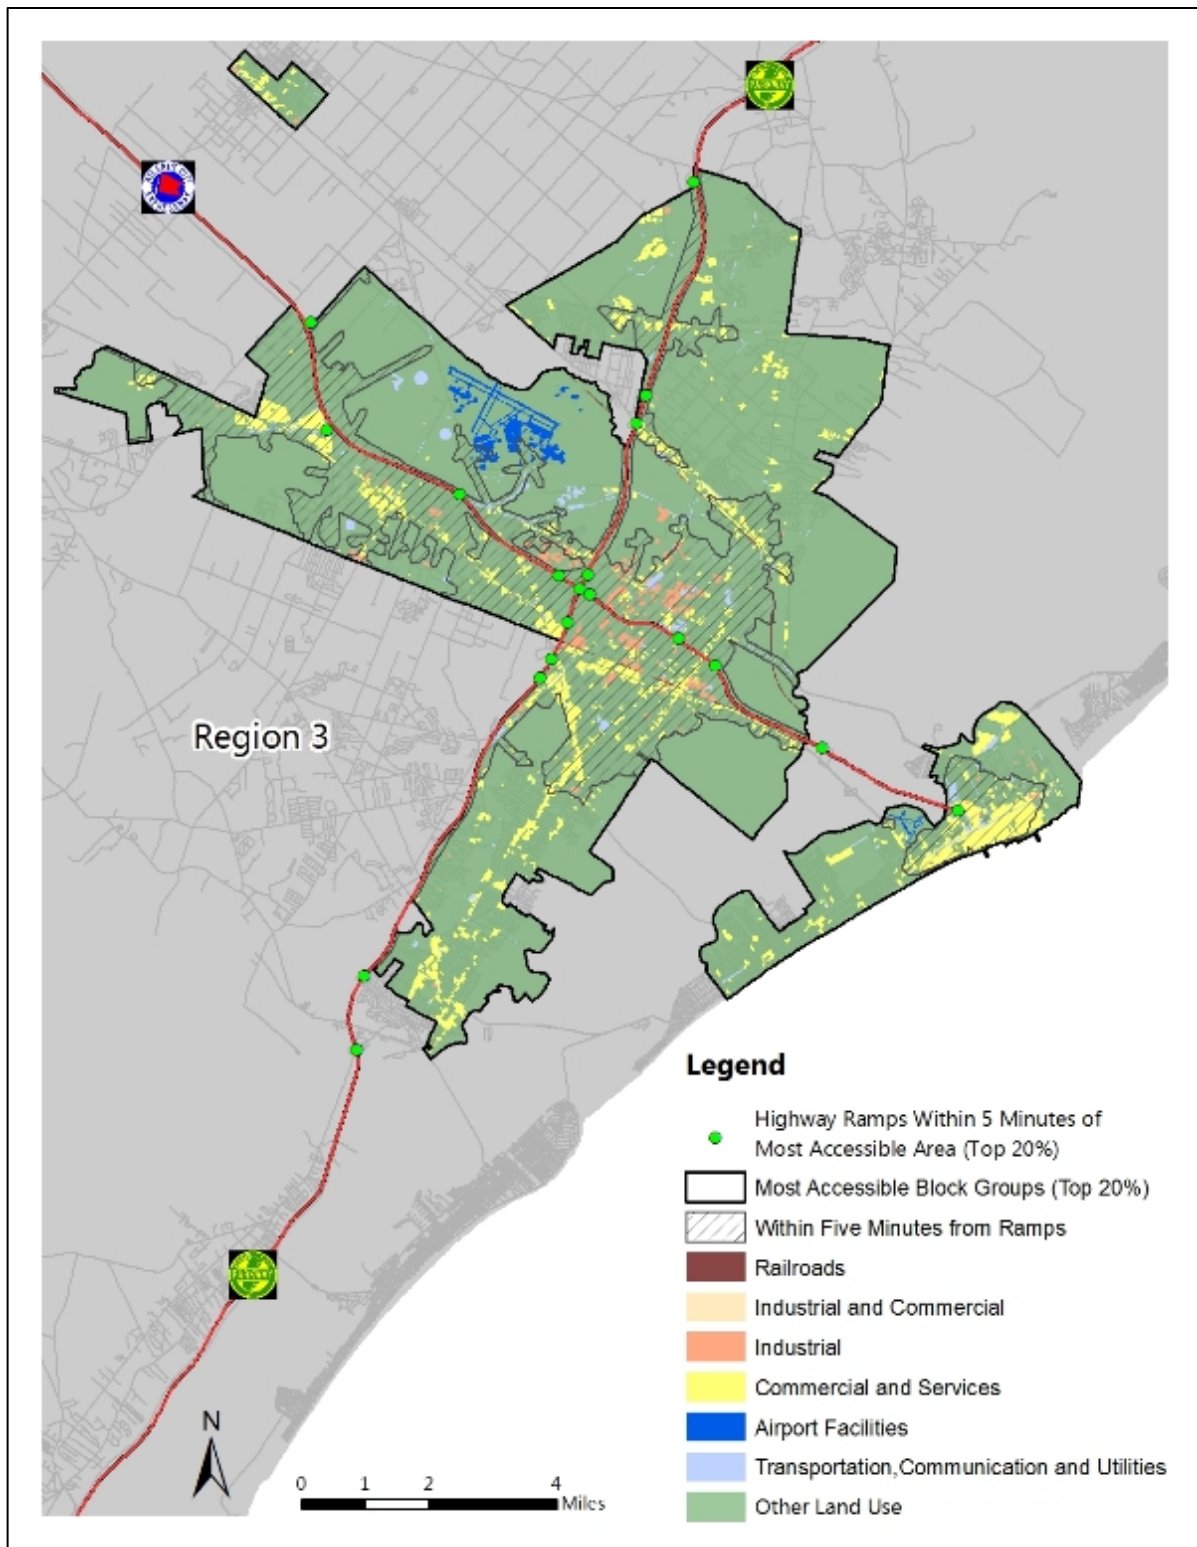 Region 3
Legend
Highway Ramps Within 5 Minutes of
Most Accessible Area (Top 20%)
Most Accessible Block Groups (Top 20%)
Within Five Minutes from Ramps
Railroads
Industrial and Commercial
Industrial
Commercial and Services
Airport Facilities
Transportation,Communication and Utilities
Other Land Use
N
0 1 2 4
Miles